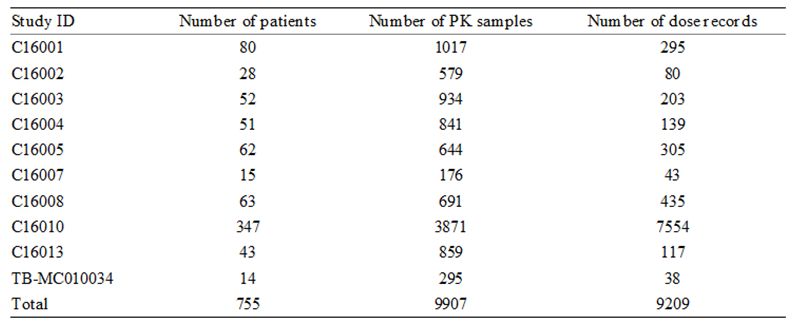 Study ID Number of patients Number of PK samples Number of dose records
C16001 80 1017 295
C16002 28 579 80
C16003 52 934 203
C16004 51 841 139
C16005 62 644 305
C16007 15 176 43
C16008 63 691 435
C16010 347 3871 7554
C16013 43 859 117
TB-MC010034 14 295 38
Total 755 9907 9209